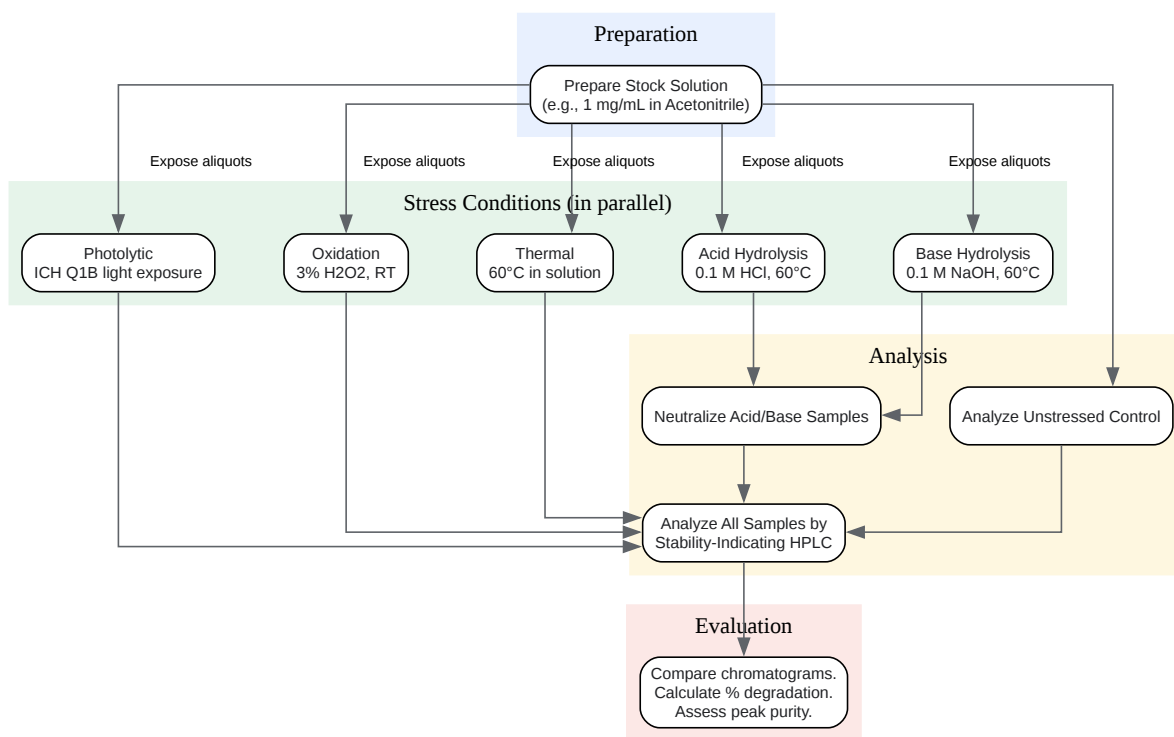 Preparation
Prepare Stock Solution
(e.g., 1 mg/mL in Acetonitrile)
Expose aliquots
Expose aliquots
Expose aliquots
Expose aliquots
Expose aliquots
Stress Conditions (in parallel)
Photolytic
ICH Q1B light exposure
Oxidation
3% H2O2, RT
Thermal
60°C in solution
Acid Hydrolysis
0.1 M HCl, 60°C
Base Hydrolysis
0.1 M NaOH, 60°C
Analysis
Neutralize Acid/Base Samples
Analyze Unstressed Control
Analyze All Samples by
Stability-Indicating HPLC
Evaluation
Compare chromatograms.
Calculate % degradation.
Assess peak purity.